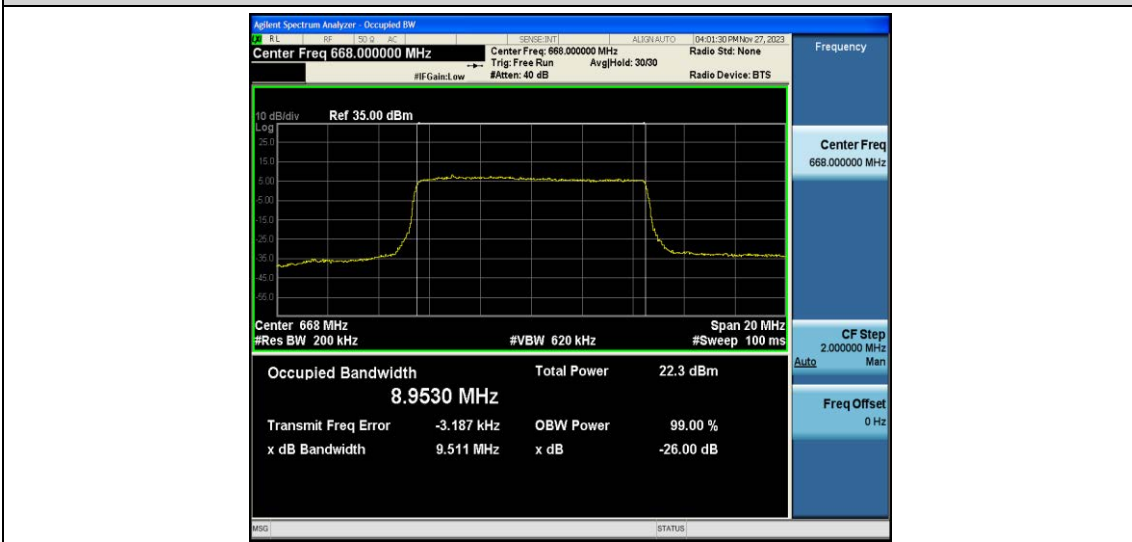 Agilent Spectrum Analyzer - Occupied BW
RL RF 50 Ω AC SENSE:INT ALIGN AUTO 04:01:30 PM Nov 27, 2023
Center Freq 668.000000 MHz
Center Freq: 668.000000 MHz
Radio Std: None
Trig: Free Run Avg|Hold: 30/30
#IFGain:Low
#Atten: 40 dB
Radio Device: BTS
Frequency
10 dB/div Ref 35.00 dBm
Log
25.0
15.0
5.00
-5.00
-15.0
-25.0
-35.0
-45.0
-55.0
Center 668 MHz
Span 20 MHz
#Res BW 200 kHz
#VBW 620 kHz
#Sweep 100 ms
Occupied Bandwidth
8.9530 MHz
Total Power 22.3 dBm
Transmit Freq Error -3.187 kHz OBW Power 99.00 %
x dB Bandwidth 9.511 MHz x dB -26.00 dB
Center Freq
668.000000 MHz
CF Step
2.000000 MHz
Auto Man
Freq Offset
0 Hz
MSG STATUS